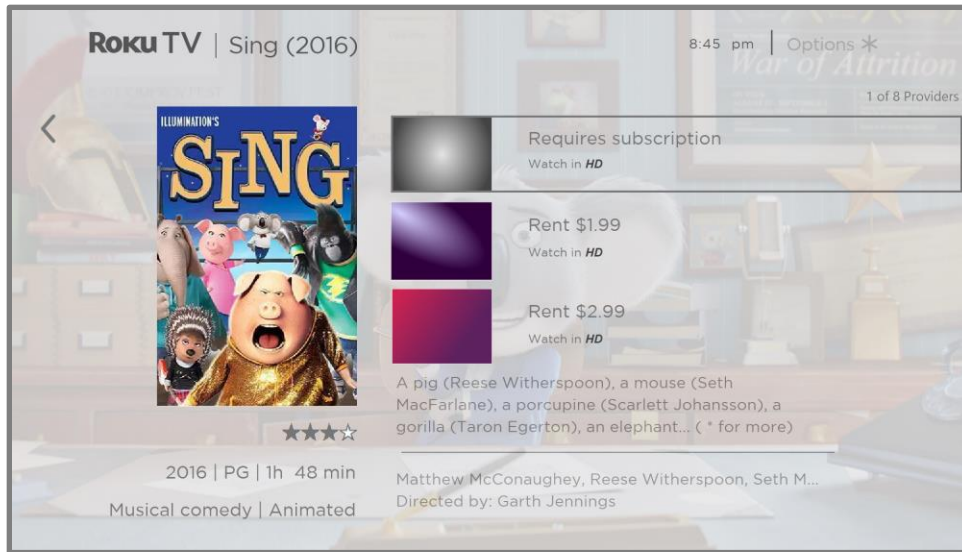 Roku TV | Sing (2016)
8:45 pm | Options *
War of Attrition
1 of 8 Providers
ILLUMINATION'S
SING
Requires subscription
Watch in HD
Rent $1.99
Watch in HD
Rent $2.99
Watch in HD
A pig (Reese Witherspoon), a mouse (Seth
MacFarlane), a porcupine (Scarlett Johansson), a
gorilla (Taron Egerton), an elephant... ( * for more)
2016 | PG | 1h 48 min
Musical comedy | Animated
Matthew McConaughey, Reese Witherspoon, Seth M...
Directed by: Garth Jennings